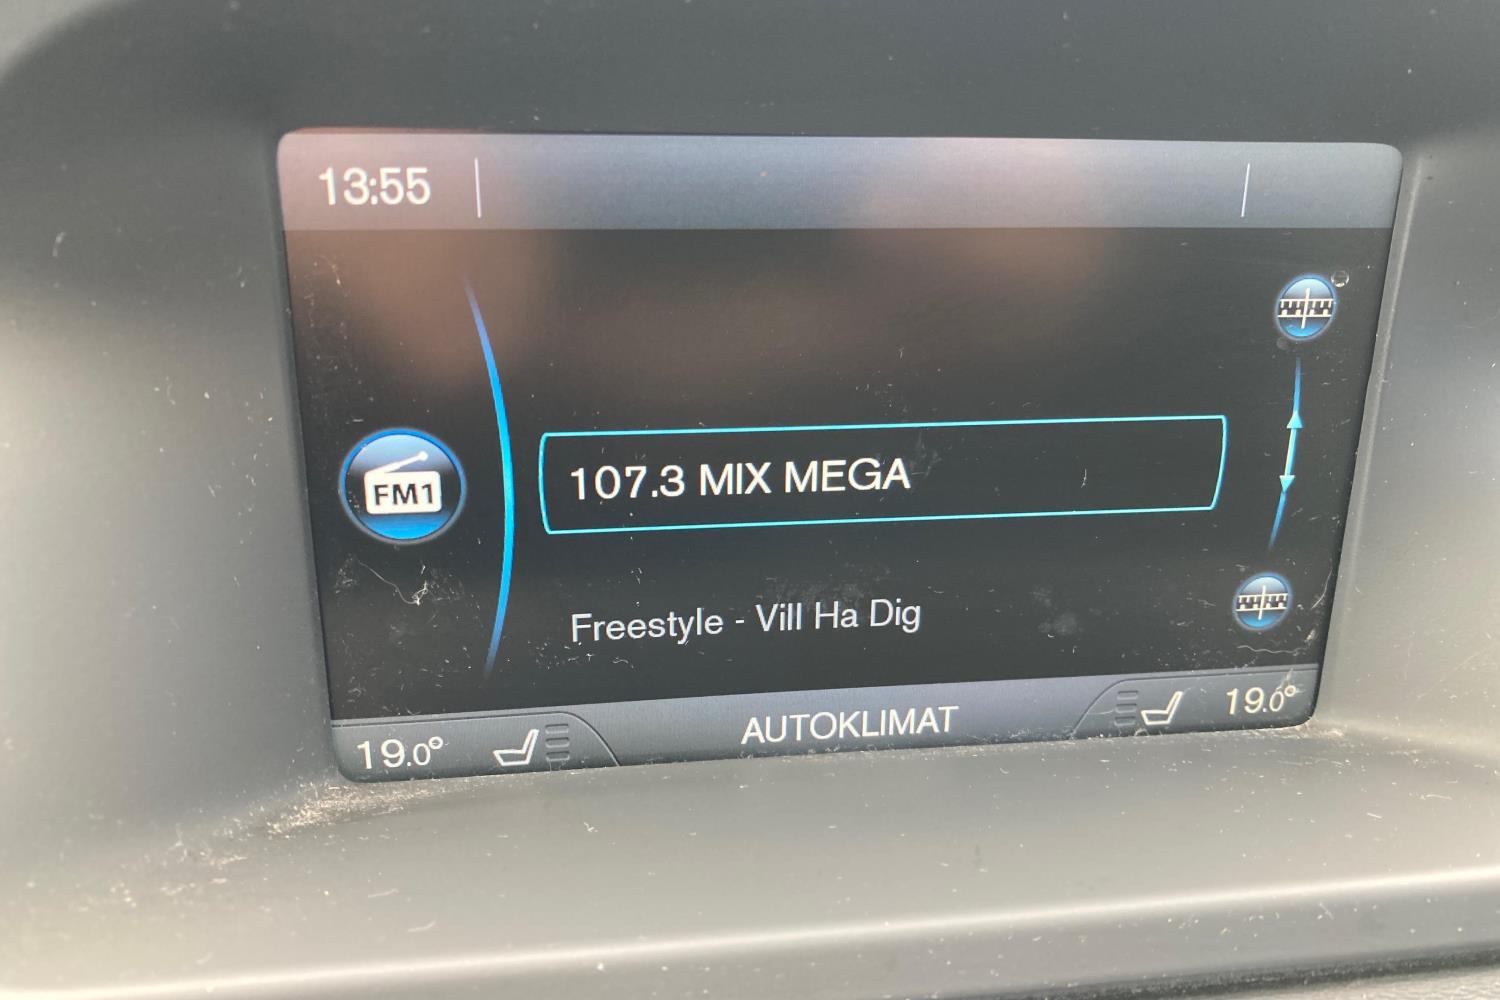 13:55
FM1
107.3 MIX MEGA
Freestyle - Vill Ha Dig
19.0° AUTOKLIMAT 19.0°